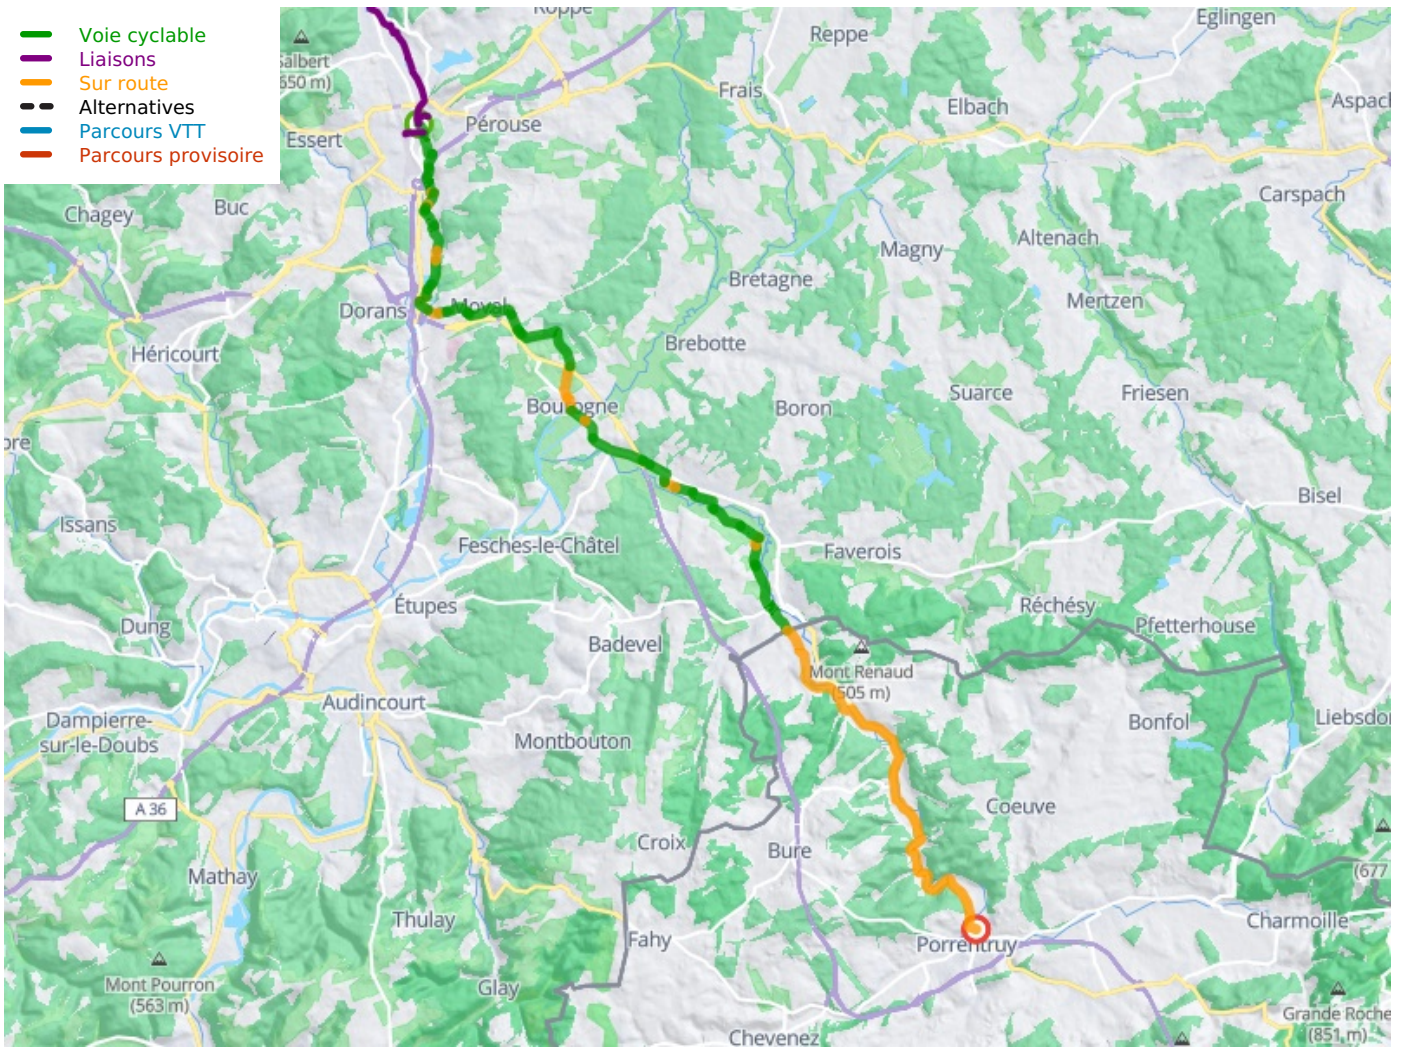 Voie cyclable
Liaisons
Sur route
Alternatives
Parcours VTT
Parcours provisoire
Roppe
Eglingen
Reppe
Salbert
(650 m)
Frais
Elbach
Essert
Pérouse
Chagey
Buc
Carspach
Altenach
Magny
Bretagne
Mertzen
Dorans
Moval
Héricourt
Brebotte
Suarce
Friesen
Bourogne
Boron
Bisel
Issans
Fesches-le-Châtel
Faverois
Étupes
Réchésy
Dung
Pfetterhouse
Badevel
Mont Renaud
(505 m)
Audincourt
Dampierre-
sur-le-Doubs
Bonfol
Montbouton
A 36
Coeuve
Croix
Bure
(677
Mathay
Thulay
Charmoille
Fahy
Porrentruy
Mont Pourron
(563 m)
Glay
Grande Roche
(851 m)
Chevenez